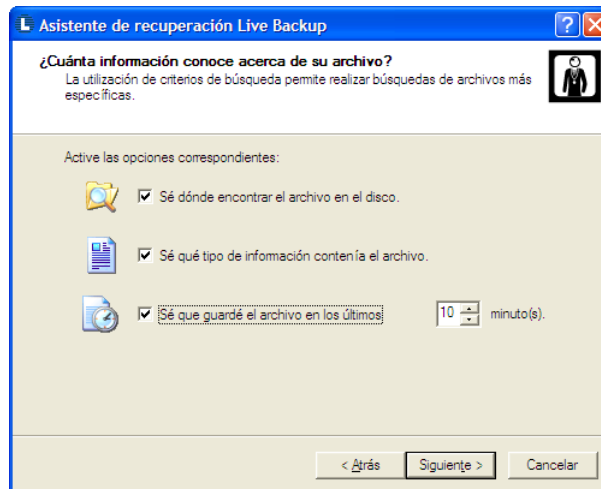 Asistente de recuperación Live Backup
¿Cuánta información conoce acerca de su archivo?
La utilización de criterios de búsqueda permite realizar búsquedas de archivos más
específicas.
Active las opciones correspondientes:
Sé dónde encontrar el archivo en el disco.
Sé qué tipo de información contenía el archivo.
Sé que guardé el archivo en los últimos 10 minuto(s).
< Atrás Siguiente > Cancelar